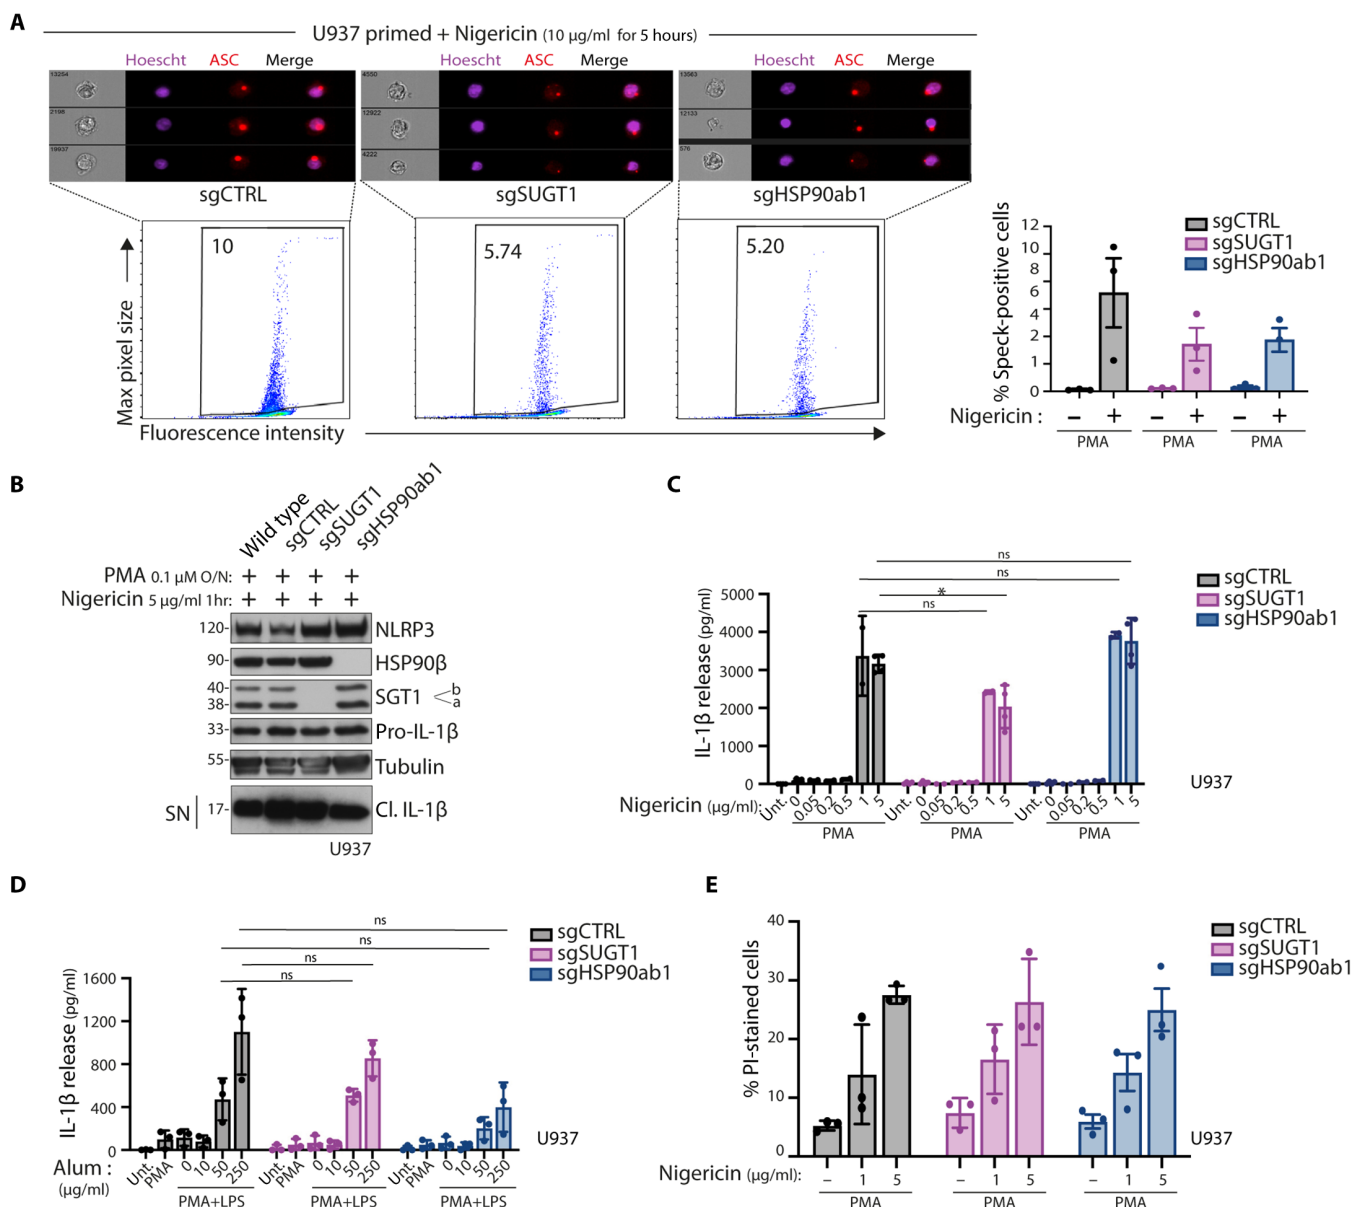 A
U937 primed + Nigericin (10 µg/ml for 5 hours)
Hoescht ASC Merge
Hoescht ASC Merge
Hoescht ASC Merge
13254
2198
19937
4550
12922
4222
13563
12133
576
sgCTRL
sgSUGT1
sgHSP90ab1
10
5.74
5.20
Max pixel size
Fluorescence intensity
sgCTRL
sgSUGT1
sgHSP90ab1
% Speck-positive cells
12
8
6
4
2
1
0
Nigericin : – + – + – +
PMA PMA PMA
B
Wild type
sgCTRL
sgSUGT1
sgHSP90ab1
PMA 0.1 µM O/N: + + + +
Nigericin 5 µg/ml 1hr: + + + +
120- NLRP3
90- HSP90β
40- b
SGT1
38- a
33- Pro-IL-1β
55- Tubulin
SN 17- Cl. IL-1β
U937
C
ns
ns
*
ns
sgCTRL
sgSUGT1
sgHSP90ab1
IL-1β release (pg/ml)
5000
4000
3000
2000
1000
0
Nigericin (µg/ml): Unt. 0 0.05 0.2 0.5 1 5 Unt. 0 0.05 0.2 0.5 1 5 Unt. 0 0.05 0.2 0.5 1 5
PMA PMA PMA
U937
D
ns
ns
ns
ns
sgCTRL
sgSUGT1
sgHSP90ab1
IL-1β release (pg/ml)
1600
1200
800
400
0
Alum : (µg/ml) Unt. PMA 0 10 50 250 Unt. PMA 0 10 50 250 Unt. PMA 0 10 50 250
PMA+LPS PMA+LPS PMA+LPS
U937
E
sgCTRL
sgSUGT1
sgHSP90ab1
% PI-stained cells
40
30
20
10
0
Nigericin (µg/ml): – 1 5 – 1 5 – 1 5
PMA PMA PMA
U937